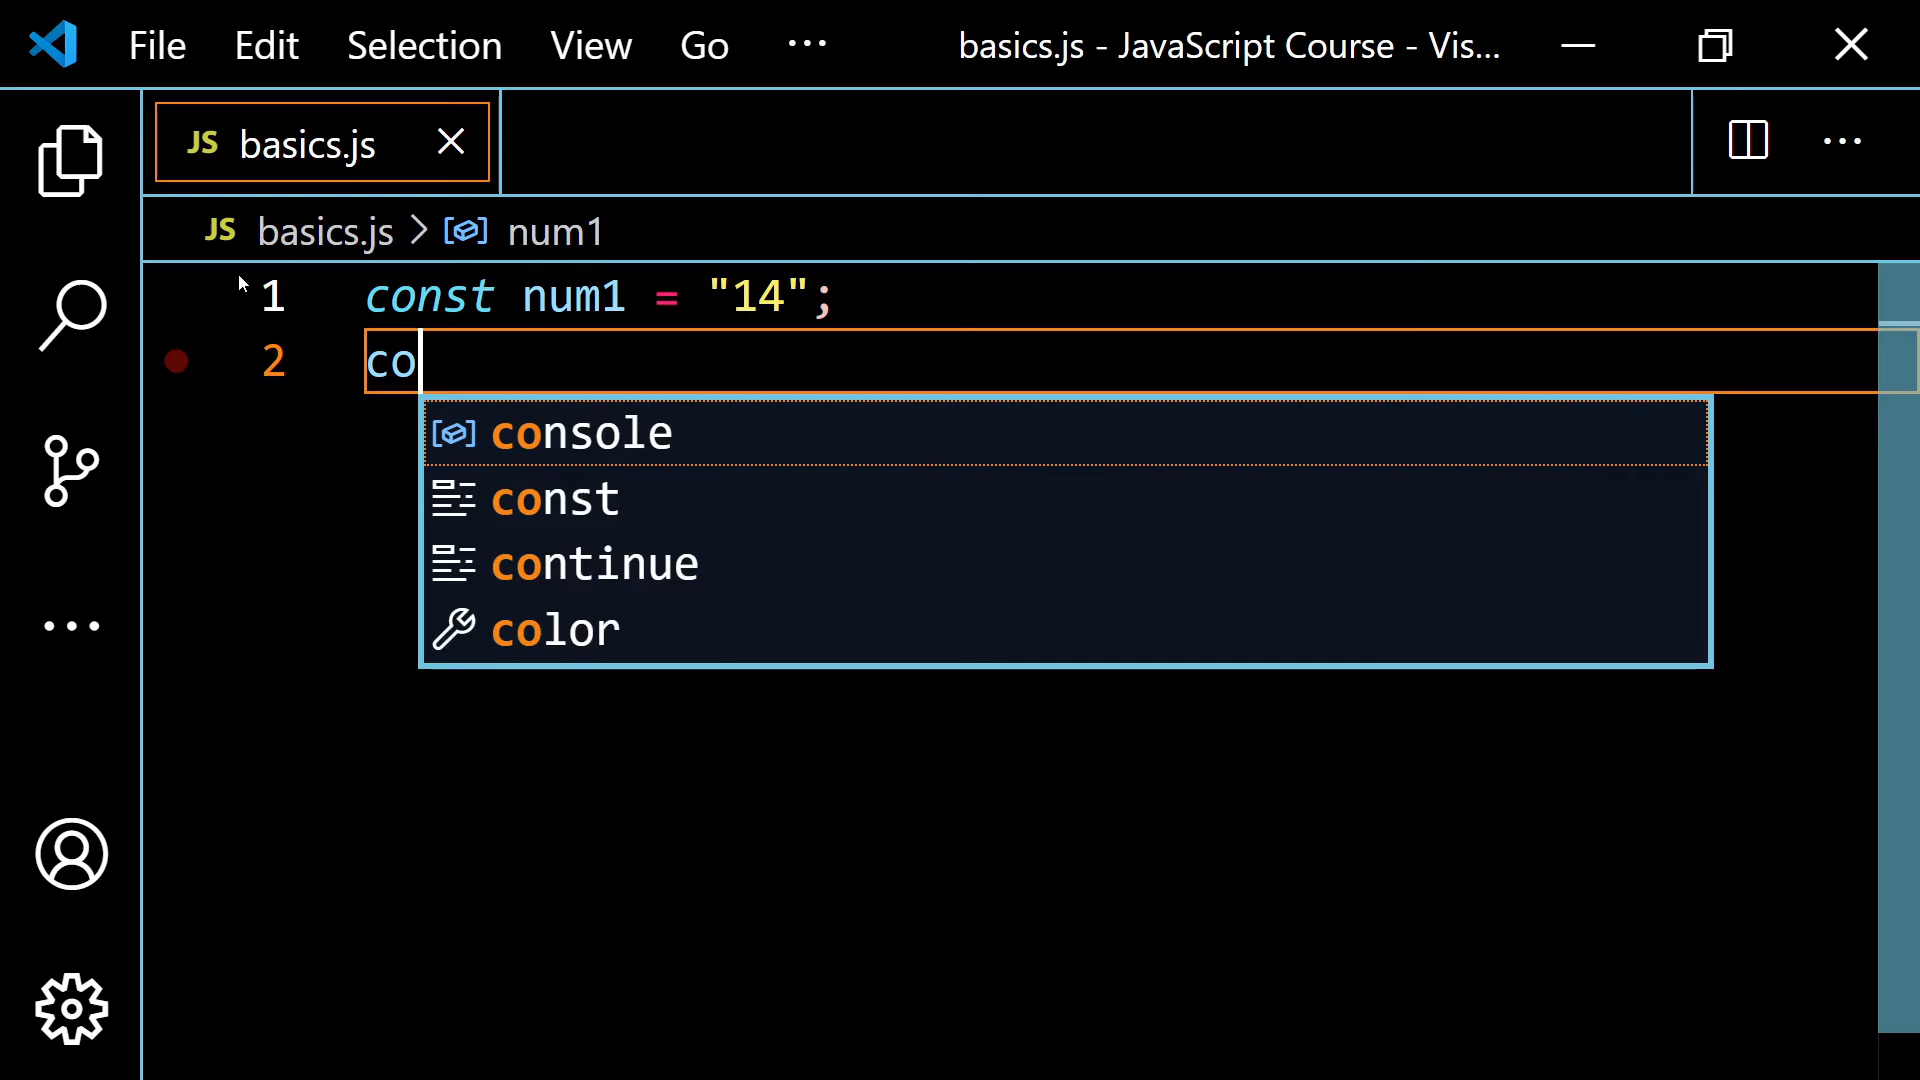 File Edit Selection View Go ··· basics.js - JavaScript Course - Vis...
JS basics.js
JS basics.js > num1
1 const num1 = "14";
2 co
console
const
continue
color